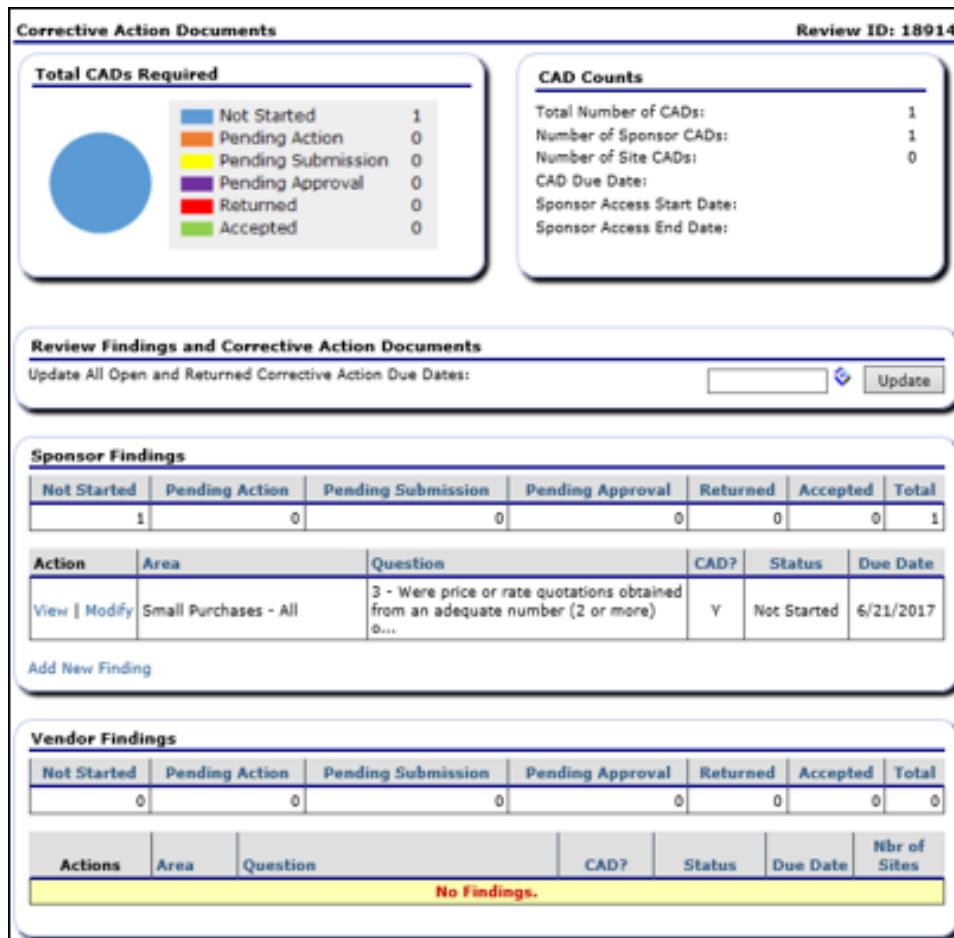 Corrective Action Documents Review ID: 18914
Total CADs Required
Not Started 1
Pending Action 0
Pending Submission 0
Pending Approval 0
Returned 0
Accepted 0
CAD Counts
Total Number of CADs: 1
Number of Sponsor CADs: 1
Number of Site CADs: 0
CAD Due Date:
Sponsor Access Start Date:
Sponsor Access End Date:
Review Findings and Corrective Action Documents
Update All Open and Returned Corrective Action Due Dates: Update
Sponsor Findings
Not Started Pending Action Pending Submission Pending Approval Returned Accepted Total
1 0 0 0 0 0 1
Action Area Question CAD? Status Due Date
View | Modify Small Purchases - All 3 - Were price or rate quotations obtained
from an adequate number (2 or more)
o... Y Not Started 6/21/2017
Add New Finding
Vendor Findings
Not Started Pending Action Pending Submission Pending Approval Returned Accepted Total
0 0 0 0 0 0 0
Actions Area Question CAD? Status Due Date Nbr of
Sites
No Findings.